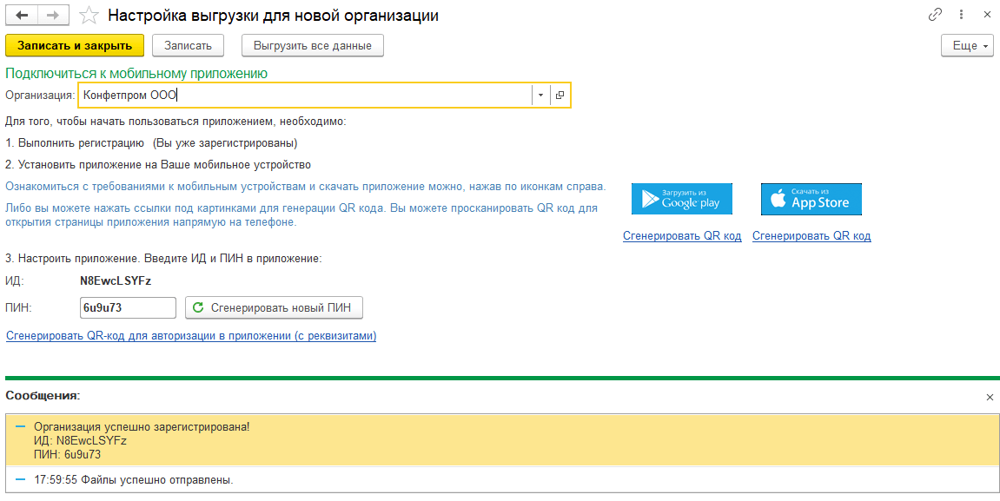 Настройка выгрузки для новой организации
Записать и закрыть
Записать
Выгрузить все данные
Еще
Подключиться к мобильному приложению
Организация: Конфетпром ООО
Для того, чтобы начать пользоваться приложением, необходимо:
1. Выполнить регистрацию (Вы уже зарегистрированы)
2. Установить приложение на Ваше мобильное устройство
Ознакомиться с требованиями к мобильным устройствам и скачать приложение можно, нажав по иконкам справа.
Либо вы можете нажать ссылки под картинками для генерации QR кода. Вы можете просканировать QR код для
открытия страницы приложения напрямую на телефоне.
Загрузить из
Google play
Скачать из
App Store
Сгенерировать QR код
Сгенерировать QR код
3. Настроить приложение. Введите ИД и ПИН в приложение:
ИД: N8EwcLSYFz
ПИН: 6u9u73
Сгенерировать новый ПИН
Сгенерировать QR-код для авторизации в приложении (с реквизитами)
Сообщения:
Организация успешно зарегистрирована!
ИД: N8EwcLSYFz
ПИН: 6u9u73
17:59:55 Файлы успешно отправлены.